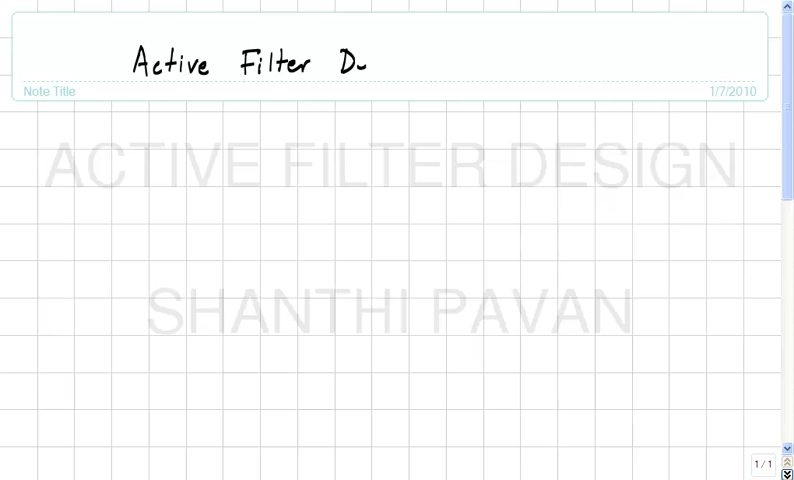 Active Filter D
Note Title
1/7/2010
ACTIVE FILTER DESIGN
SHANTHI PAVAN
1 / 1